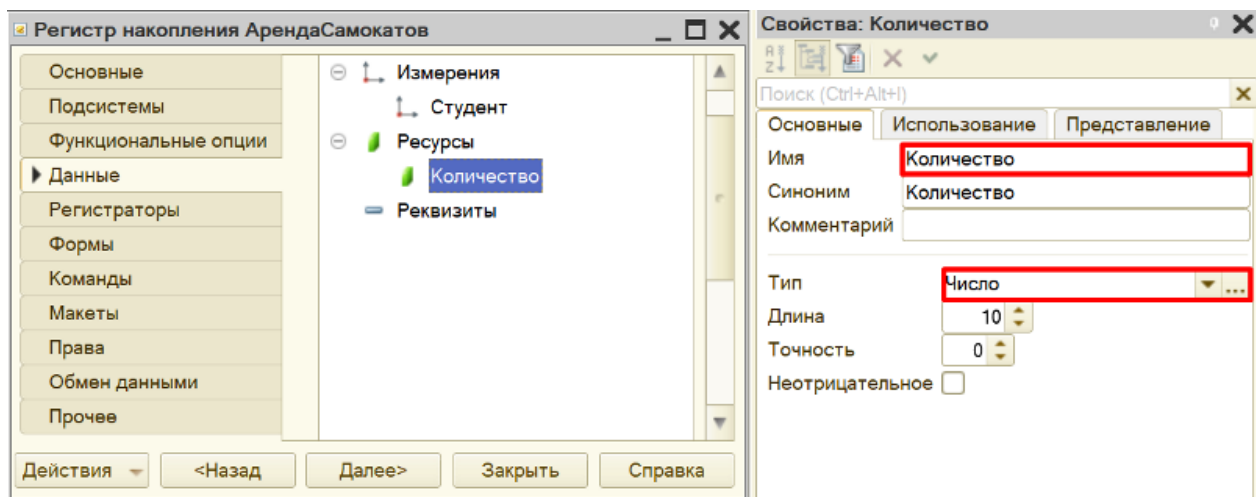 Регистр накопления АрендаСамокатов
Основные
Подсистемы
Функциональные опции
Данные
Регистраторы
Формы
Команды
Макеты
Права
Обмен данными
Прочее
Измерения
Студент
Ресурсы
Количество
Реквизиты
Действия
<Назад
Далее>
Закрыть
Справка
Свойства: Количество
Поиск (Ctrl+Alt+I)
Основные Использование Представление
Имя Количество
Синоним Количество
Комментарий
Тип Число ...
Длина 10
Точность 0
Неотрицательное